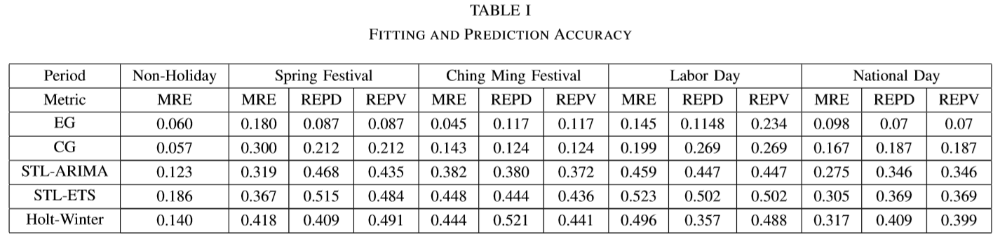 TABLE I
FITTING AND PREDICTION ACCURACY
Period Non-Holiday Spring Festival Ching Ming Festival Labor Day National Day
Metric MRE MRE REPD REPV MRE REPD REPV MRE REPD REPV MRE REPD REPV
EG 0.060 0.180 0.087 0.087 0.045 0.117 0.117 0.145 0.1148 0.234 0.098 0.07 0.07
CG 0.057 0.300 0.212 0.212 0.143 0.124 0.124 0.199 0.269 0.269 0.167 0.187 0.187
STL-ARIMA 0.123 0.319 0.468 0.435 0.382 0.380 0.372 0.459 0.447 0.447 0.275 0.346 0.346
STL-ETS 0.186 0.367 0.515 0.484 0.448 0.444 0.436 0.523 0.502 0.502 0.305 0.369 0.369
Holt-Winter 0.140 0.418 0.409 0.491 0.444 0.521 0.441 0.496 0.357 0.488 0.317 0.409 0.399